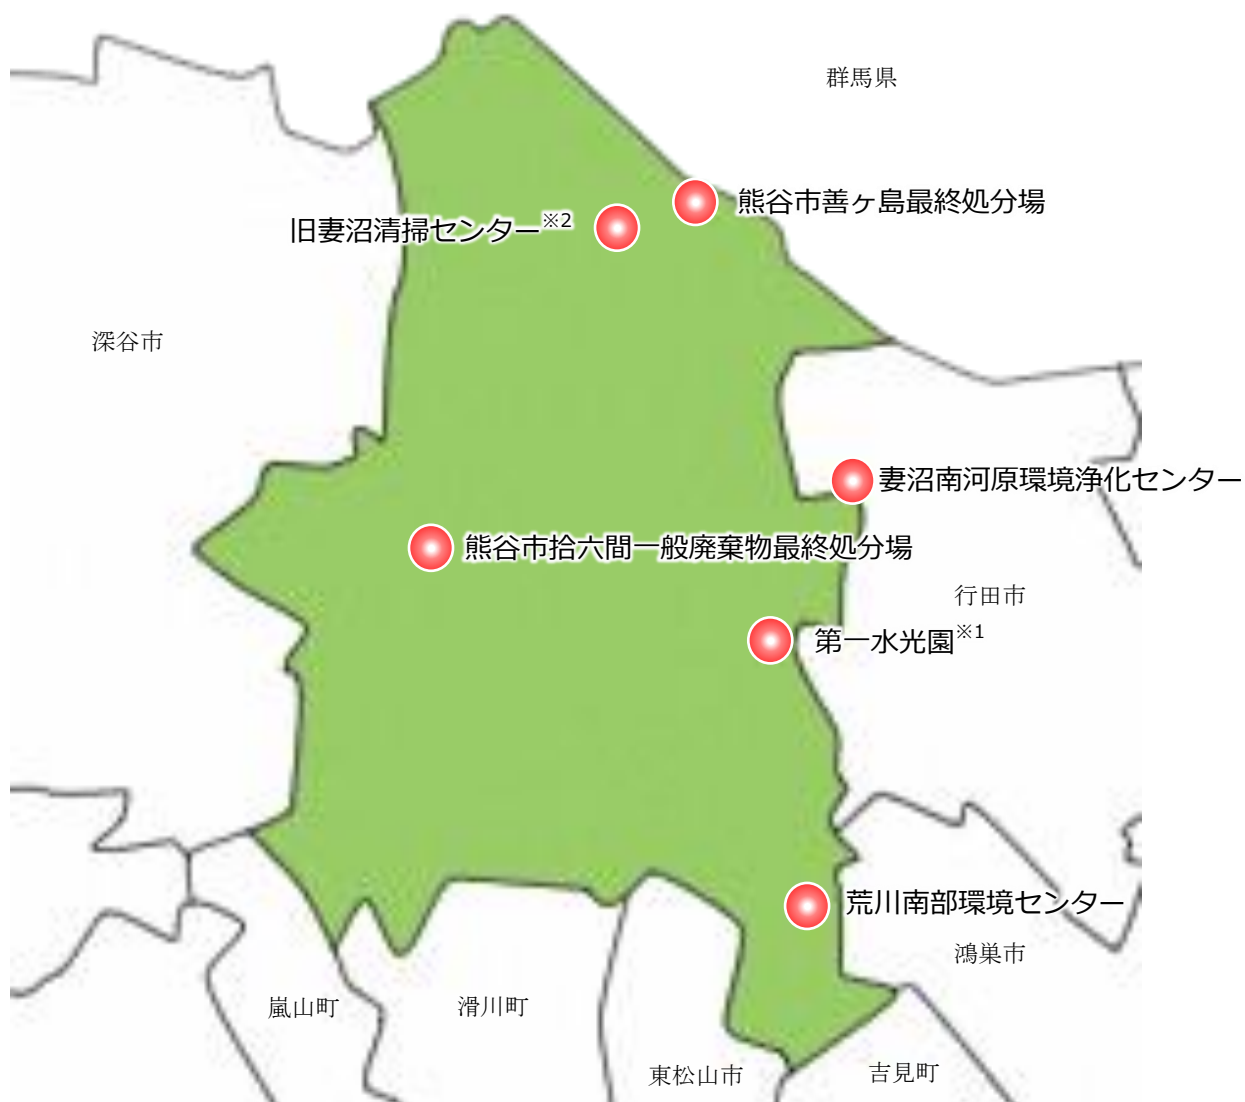 群馬県
熊谷市善ヶ島最終処分場
旧妻沼清掃センター※2
深谷市
妻沼南河原環境浄化センター
熊谷市拾六間一般廃棄物最終処分場
行田市
第一水光園※1
荒川南部環境センター
鴻巣市
嵐山町
滑川町
東松山市
吉見町